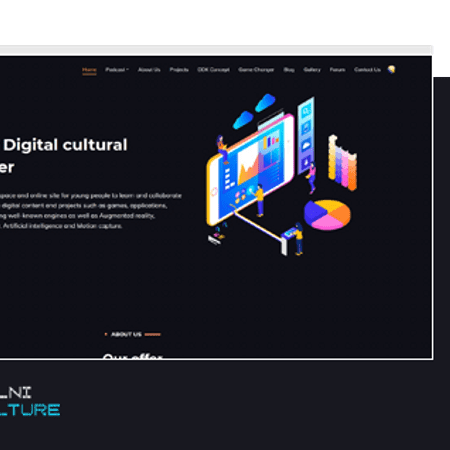 Home Podcast About Us Projects DDK Concept Game Changer Blog Gallery Forum Contact Us
Digital cultural
er
space and online site for young people to learn and collaborate
digital content and projects such as games, applications,
ng well-known engines as well as Augmented reality,
Artificial intelligence and Motion capture.
ABOUT US
Our offer
LNI
LTURE